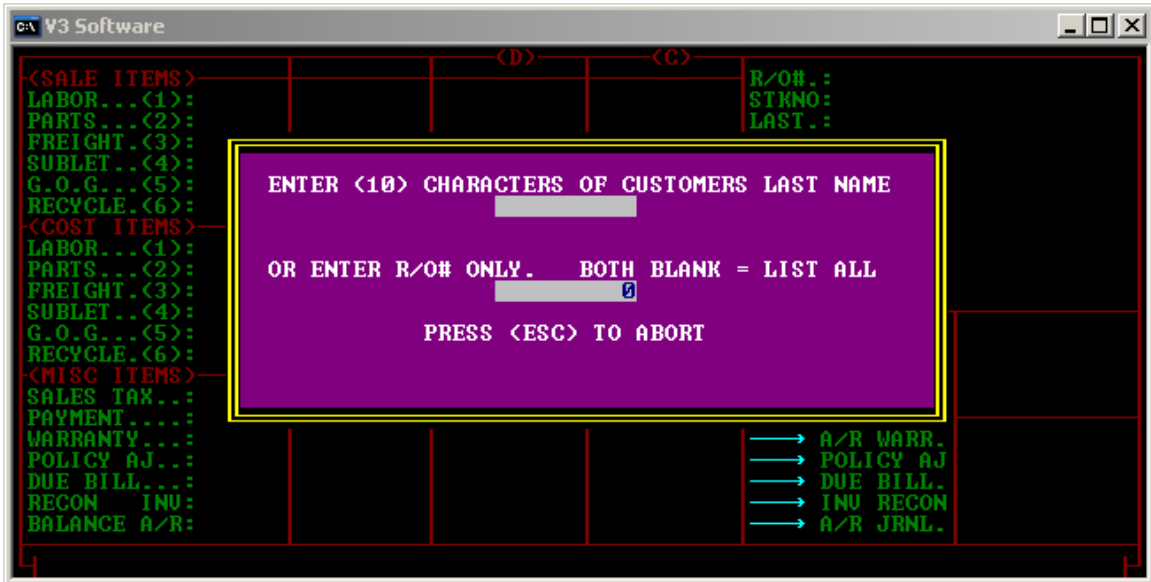 V3 Software
(D) (C)
(SALE ITEMS)
R/O#.:
LABOR...(1):
STKNO:
PARTS...(2):
LAST.:
FREIGHT.(3):
SUBLET..(4):
G.O.G...(5):
RECYCLE.(6):
(COST ITEMS)
LABOR...(1):
PARTS...(2):
FREIGHT.(3):
SUBLET..(4):
G.O.G...(5):
RECYCLE.(6):
(MISC ITEMS)
SALES TAX..:
PAYMENT....:
WARRANTY...:
POLICY AJ..:
DUE BILL...:
RECON   INV:
BALANCE A/R:
ENTER (10) CHARACTERS OF CUSTOMERS LAST NAME
OR ENTER R/O# ONLY.   BOTH BLANK = LIST ALL
0
PRESS (ESC) TO ABORT
→ A/R WARR.
→ POLICY AJ
→ DUE BILL.
→ INV RECON
→ A/R JRNL.